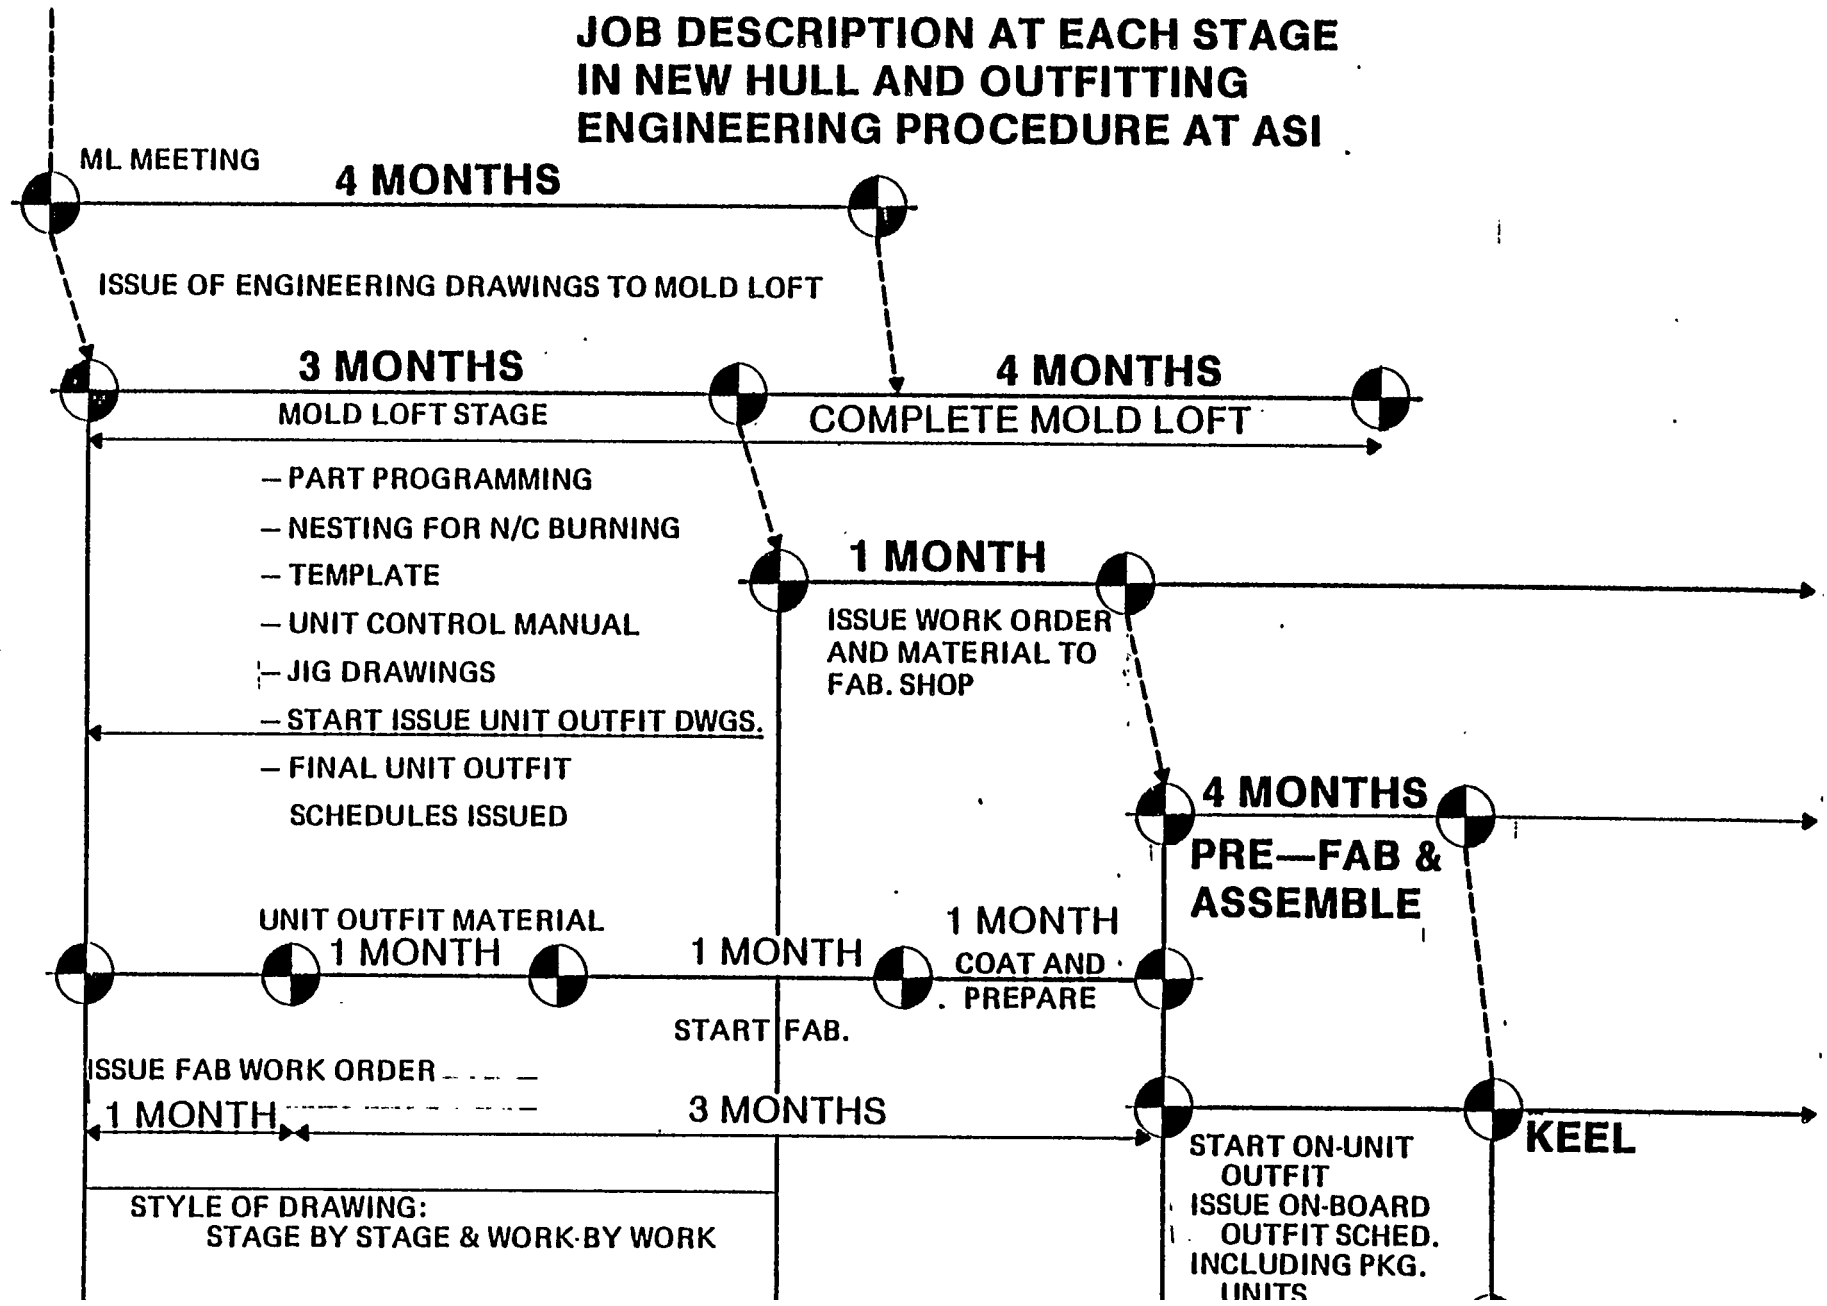 JOB DESCRIPTION AT EACH STAGE
IN NEW HULL AND OUTFITTING
ENGINEERING PROCEDURE AT ASI
ML MEETING
4 MONTHS
ISSUE OF ENGINEERING DRAWINGS TO MOLD LOFT
3 MONTHS
4 MONTHS
MOLD LOFT STAGE
COMPLETE MOLD LOFT
– PART PROGRAMMING
– NESTING FOR N/C BURNING
– TEMPLATE
– UNIT CONTROL MANUAL
– JIG DRAWINGS
– START ISSUE UNIT OUTFIT DWGS.
– FINAL UNIT OUTFIT
SCHEDULES ISSUED
1 MONTH
ISSUE WORK ORDER
AND MATERIAL TO
FAB. SHOP
4 MONTHS
PRE—FAB &
ASSEMBLE
UNIT OUTFIT MATERIAL
1 MONTH
1 MONTH
1 MONTH
COAT AND
PREPARE
START FAB.
ISSUE FAB WORK ORDER
1 MONTH
3 MONTHS
KEEL
START ON-UNIT
OUTFIT
ISSUE ON-BOARD
OUTFIT SCHED.
INCLUDING PKG.
UNITS
STYLE OF DRAWING:
STAGE BY STAGE & WORK-BY WORK